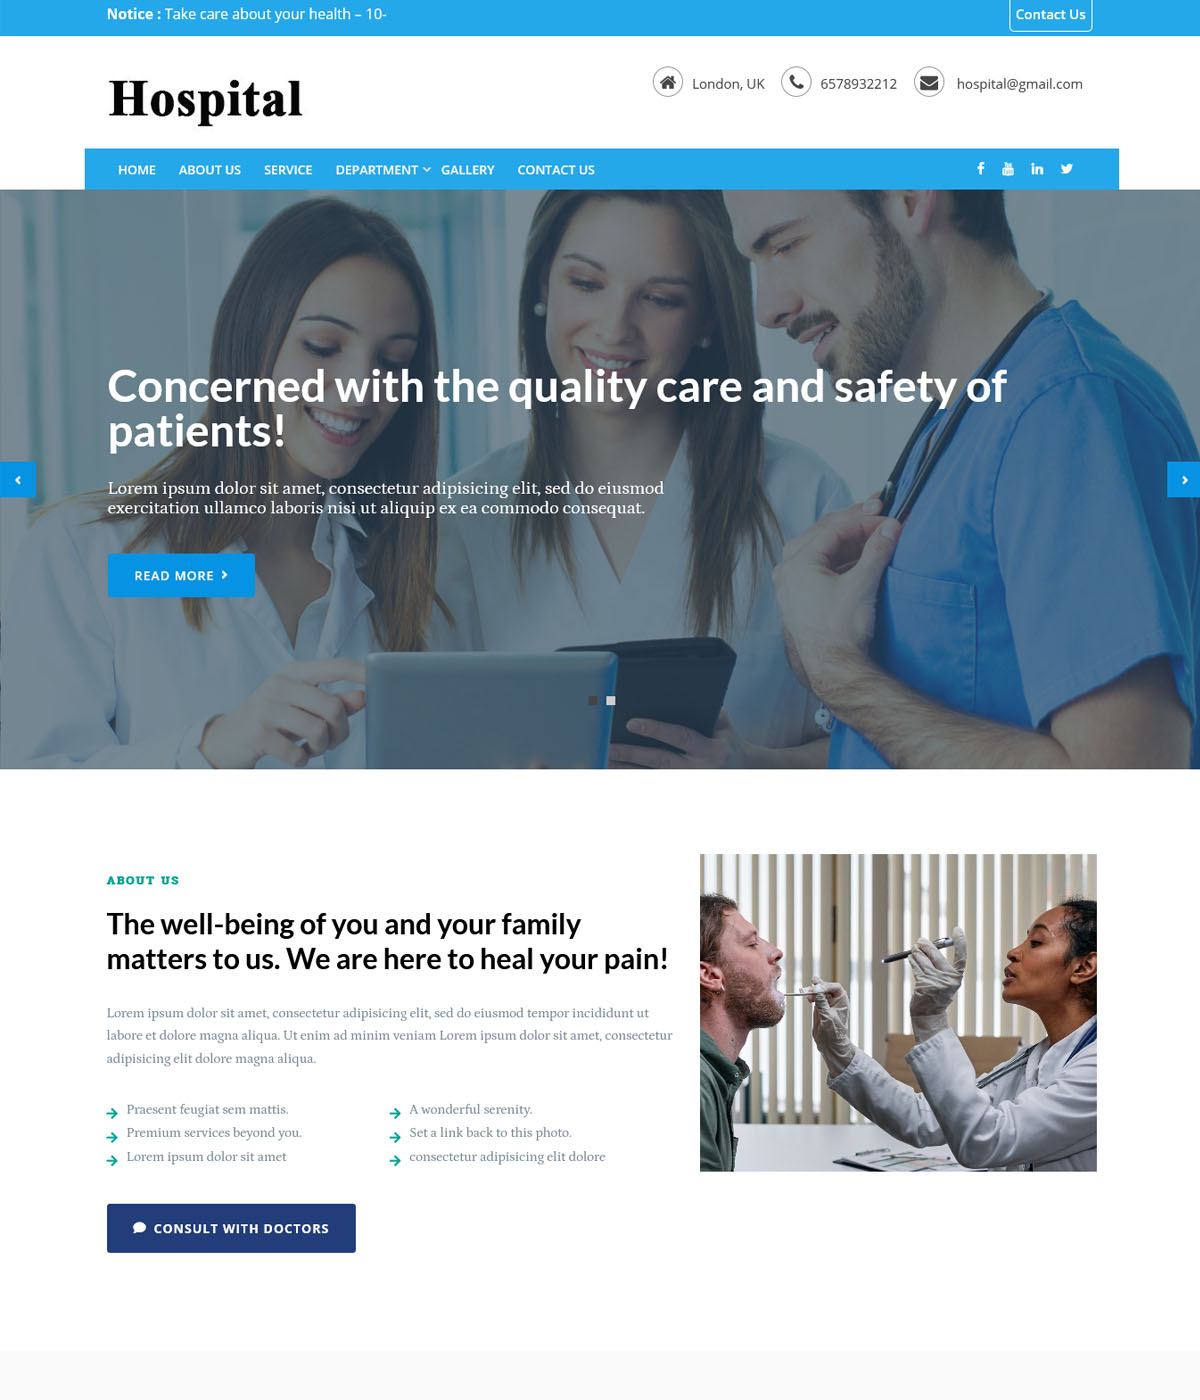 Notice : Take care about your health – 10-
Contact Us
Hospital
London, UK
6578932212
hospital@gmail.com
HOME ABOUT US SERVICE DEPARTMENT GALLERY CONTACT US
Concerned with the quality care and safety of
patients!
Lorem ipsum dolor sit amet, consectetur adipisicing elit, sed do eiusmod
exercitation ullamco laboris nisi ut aliquip ex ea commodo consequat.
READ MORE
ABOUT US
The well-being of you and your family
matters to us. We are here to heal your pain!
Lorem ipsum dolor sit amet, consectetur adipisicing elit, sed do eiusmod tempor incididunt ut
labore et dolore magna aliqua. Ut enim ad minim veniam Lorem ipsum dolor sit amet, consectetur
adipisicing elit dolore magna aliqua.
Praesent feugiat sem mattis.
Premium services beyond you.
Lorem ipsum dolor sit amet
A wonderful serenity.
Set a link back to this photo.
consectetur adipisicing elit dolore
CONSULT WITH DOCTORS